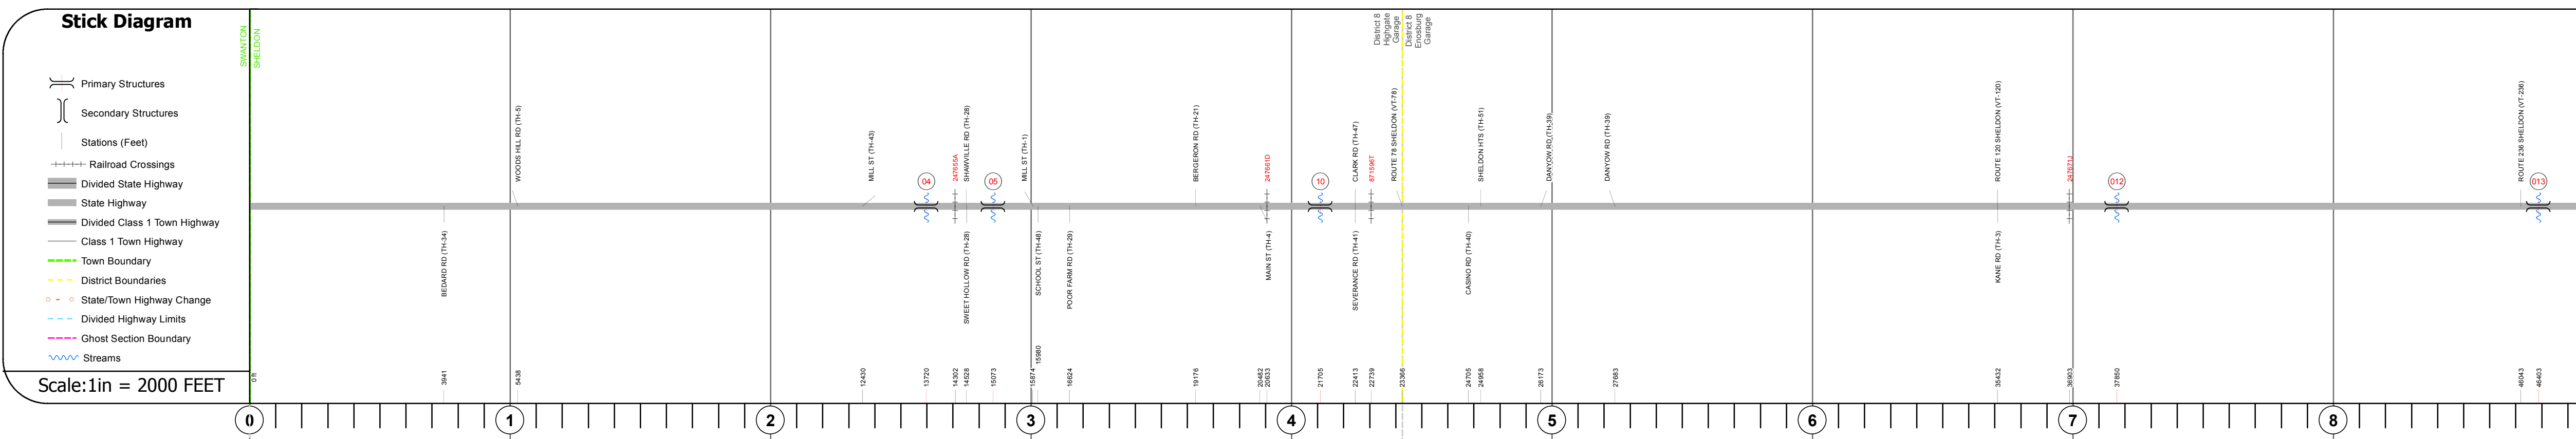 Stick Diagram
Primary Structures
Secondary Structures
Stations (Feet)
Railroad Crossings
Divided State Highway
State Highway
Divided Class 1 Town Highway
Class 1 Town Highway
Town Boundary
District Boundaries
State/Town Highway Change
Divided Highway Limits
Ghost Section Boundary
Streams
Scale:1in = 2000 FEET
SWANTON
SHELDON
District 8
Highgate
Garage
District 8
Enosburg
Garage
WOODS HILL RD (TH-5)
MILL ST (TH-43)
04
247655A
SHAWVILLE RD (TH-28)
05
MILL ST (TH-1)
BERGERON RD (TH-21)
247661D
10
CLARK RD (TH-47)
871596T
ROUTE 78 SHELDON (VT-78)
SHELDON HTS (TH-51)
DANYOW RD (TH-39)
DANYOW RD (TH-39)
ROUTE 120 SHELDON (VT-120)
247671J
012
ROUTE 236 SHELDON (VT-236)
013
BEDARD RD (TH-34)
SWEET HOLLOW RD (TH-28)
SCHOOL ST (TH-48)
POOR FARM RD (TH-29)
MAIN ST (TH-4)
SEVERANCE RD (TH-41)
CASINO RD (TH-40)
KANE RD (TH-3)
0 ft
3941
5438
12430
13720
14302
14528
15073
15874
15980
16624
19176
20482
20633
21705
22413
22739
23366
24705
24958
26173
27683
35432
36903
37850
46043
46403
0
1
2
3
4
5
6
7
8